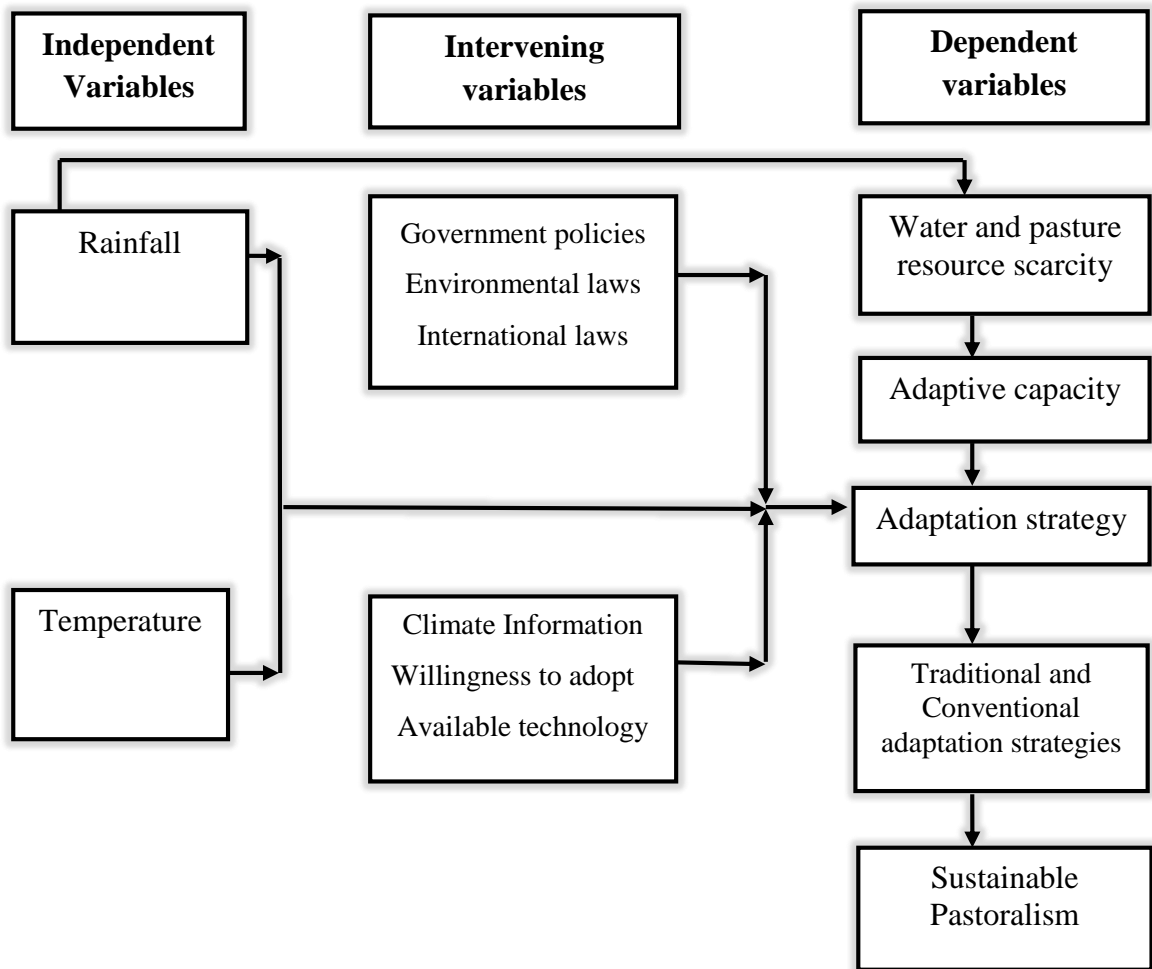 Independent
Variables
Intervening
variables
Dependent
variables
Rainfall
Government policies
Environmental laws
International laws
Water and pasture
resource scarcity
Adaptive capacity
Adaptation strategy
Temperature
Climate Information
Willingness to adopt
Available technology
Traditional and
Conventional
adaptation strategies
Sustainable
Pastoralism